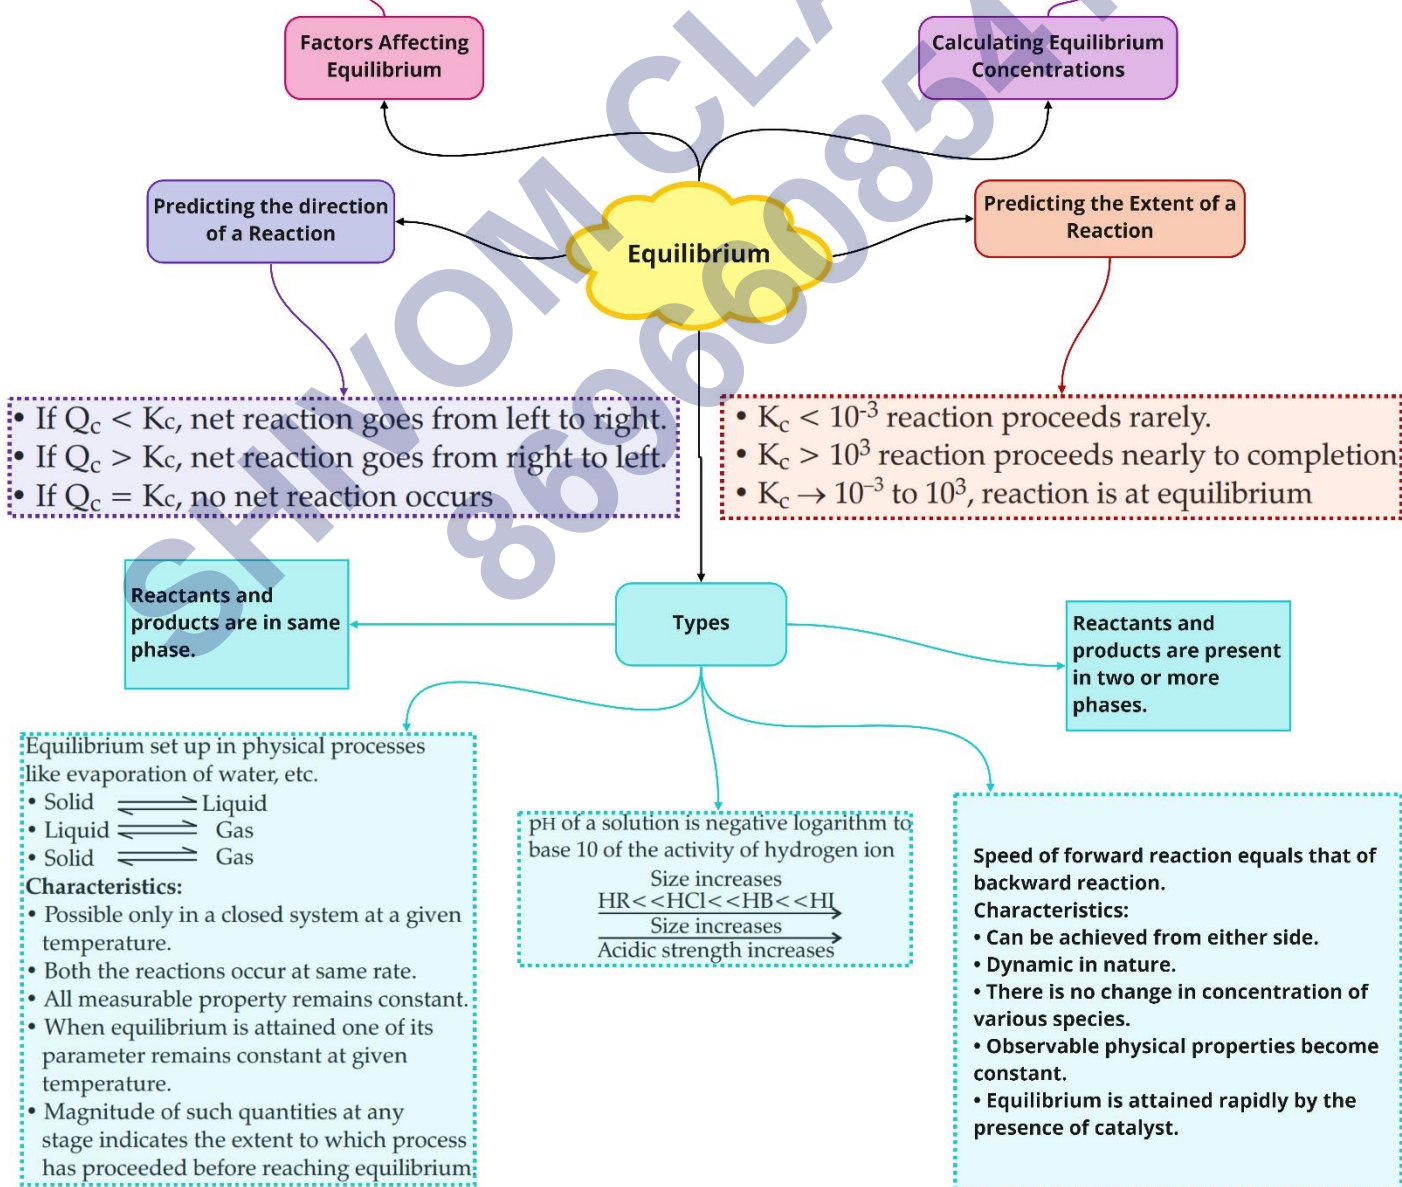 Factors Affecting
Equilibrium
Calculating Equilibrium
Concentrations
Predicting the direction
of a Reaction
Equilibrium
Predicting the Extent of a
Reaction
• If Qc < Kc, net reaction goes from left to right.
• If Qc > Kc, net reaction goes from right to left.
• If Qc = Kc, no net reaction occurs
• Kc < 10⁻³ reaction proceeds rarely.
• Kc > 10³ reaction proceeds nearly to completion
• Kc → 10⁻³ to 10³, reaction is at equilibrium
Reactants and
products are in same
phase.
Types
Reactants and
products are present
in two or more
phases.
Equilibrium set up in physical processes
like evaporation of water, etc.
• Solid ⇌ Liquid
• Liquid ⇌ Gas
• Solid ⇌ Gas
Characteristics:
• Possible only in a closed system at a given
temperature.
• Both the reactions occur at same rate.
• All measurable property remains constant.
• When equilibrium is attained one of its
parameter remains constant at given
temperature.
• Magnitude of such quantities at any
stage indicates the extent to which process
has proceeded before reaching equilibrium
pH of a solution is negative logarithm to
base 10 of the activity of hydrogen ion
Size increases
HR<<HCl<<HB<<HI
Size increases
Acidic strength increases
Speed of forward reaction equals that of
backward reaction.
Characteristics:
• Can be achieved from either side.
• Dynamic in nature.
• There is no change in concentration of
various species.
• Observable physical properties become
constant.
• Equilibrium is attained rapidly by the
presence of catalyst.
SHIVOM CLA
869660854